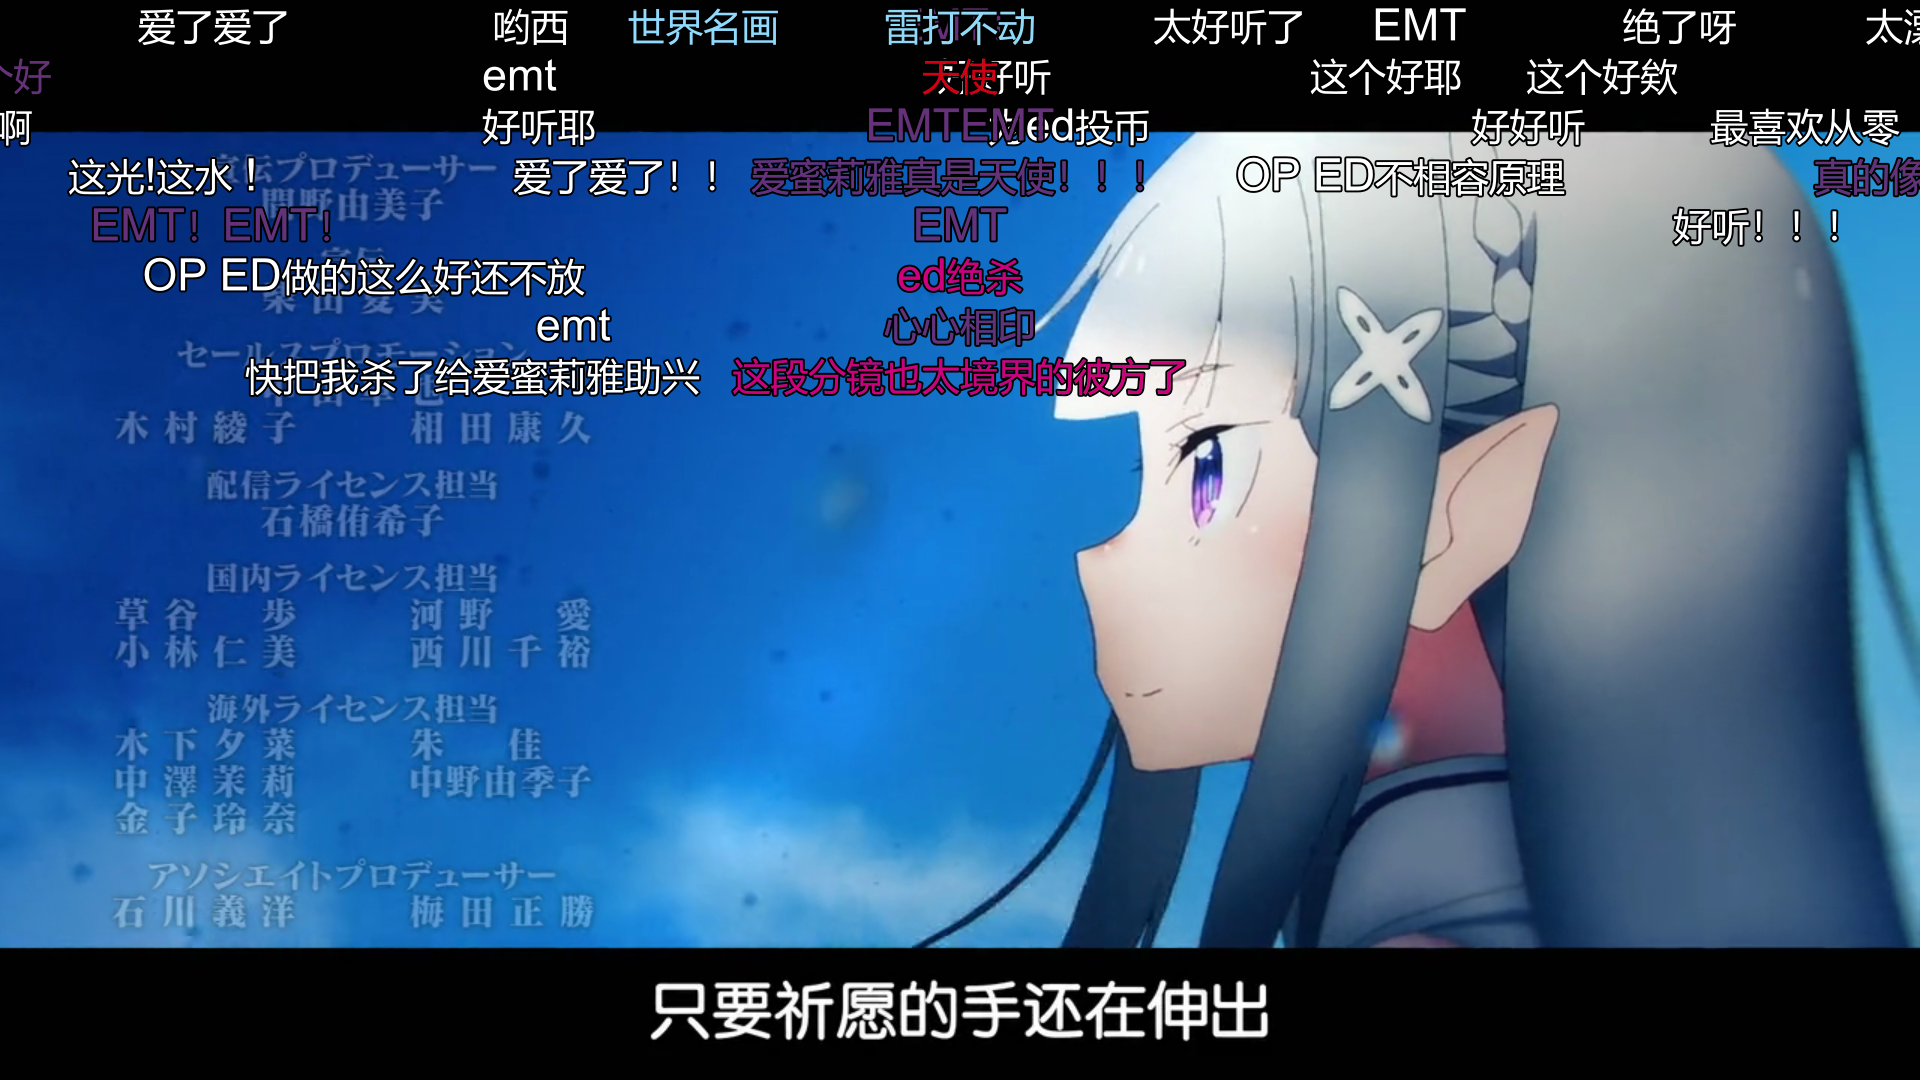 爱了爱了 哟西 世界名画 雷打不动 太好听了 EMT 绝了呀 太
个好 emt 天使 好听 这个好耶 这个好欸
啊 好听耶 EMTEMT ed投币 好好听 最喜欢从零
这光!这水！ 爱了爱了！！ 爱蜜莉雅真是天使！！！ OP ED不相容原理 真的像
EMT！EMT！ EMT 好听！！！
OP ED做的这么好还不放 ed绝杀
emt 心心相印
快把我杀了给爱蜜莉雅助兴 这段分镜也太境界的彼方了
宣伝プロデューサー
間野由美子
セールスプロモーション
木村綾子 相田康久
配信ライセンス担当
石橋侑希子
国内ライセンス担当
草谷 歩 河野 愛
小林仁美 西川千裕
海外ライセンス担当
木下夕菜 朱 佳
中澤茉莉 中野由季子
金子玲奈
アソシエイトプロデューサー
石川義洋 梅田正勝
只要祈愿的手还在伸出